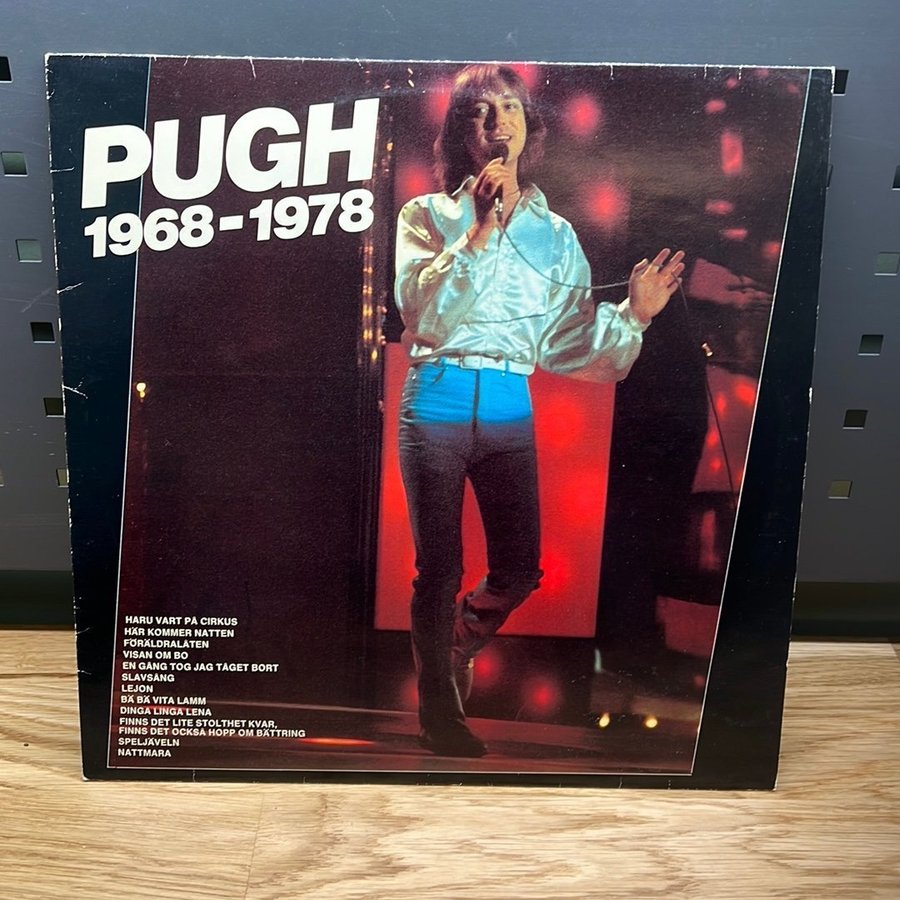 PUGH
1968-1978
HARU VART PÅ CIRKUS
HÄR KOMMER NATTEN
FÖRÄLDRALÅTEN
VISAN OM BO
EN GÅNG TOG JAG TÅGET BORT
SLAVSÅNG
LEJON
BÄ BÄ VITA LAMM
DINGA LINGA LENA
FINNS DET LITE STOLTHET KVAR,
FINNS DET OCKSÅ HOPP OM BÄTTRING
SPELJÄVELN
NATTMARA